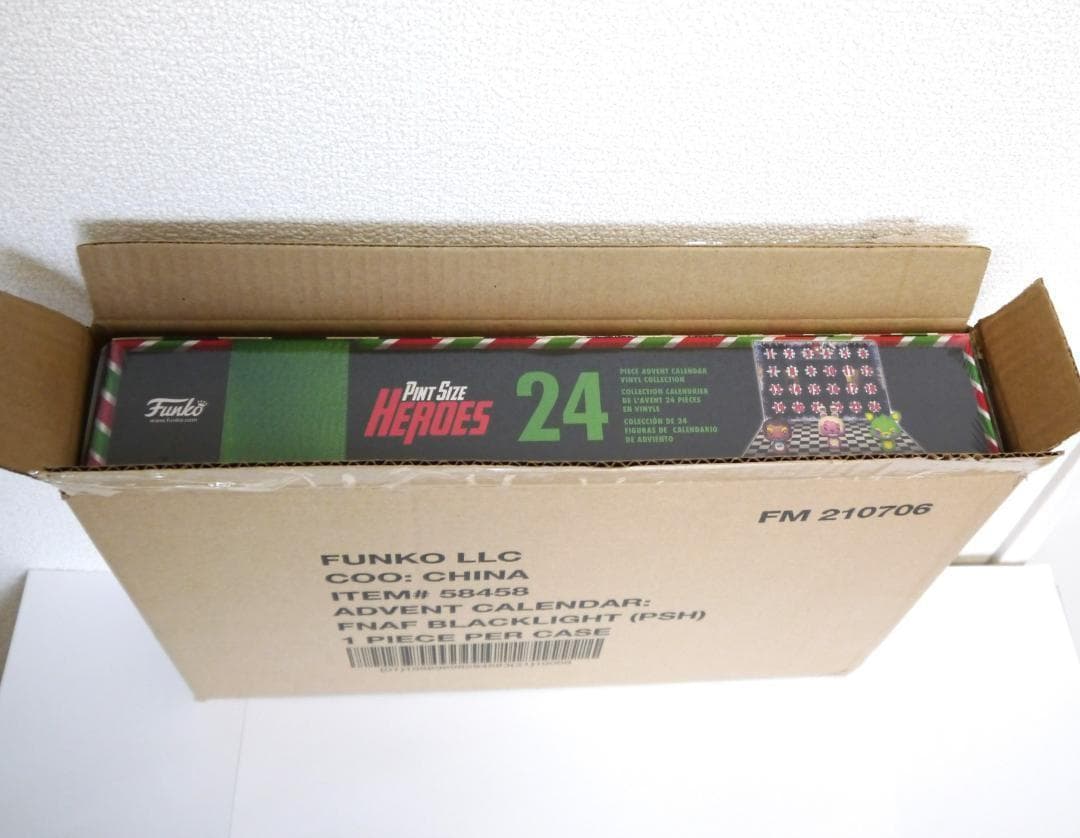 Funko
www.funko.com
PINT SIZE
HEROES
24
PIECE ADVENT CALENDAR
VINYL COLLECTION
COLLECTION CALENDRIER
DE L'AVENT 24 PIÈCES
EN VINYLE
COLECCIÓN DE 24
FIGURAS DE CALENDARIO
DE ADVIENTO
FM 210706
FUNKO LLC
COO: CHINA
ITEM# 58458
ADVENT CALENDAR:
FNAF BLACKLIGHT (PSH)
1 PIECE PER CASE